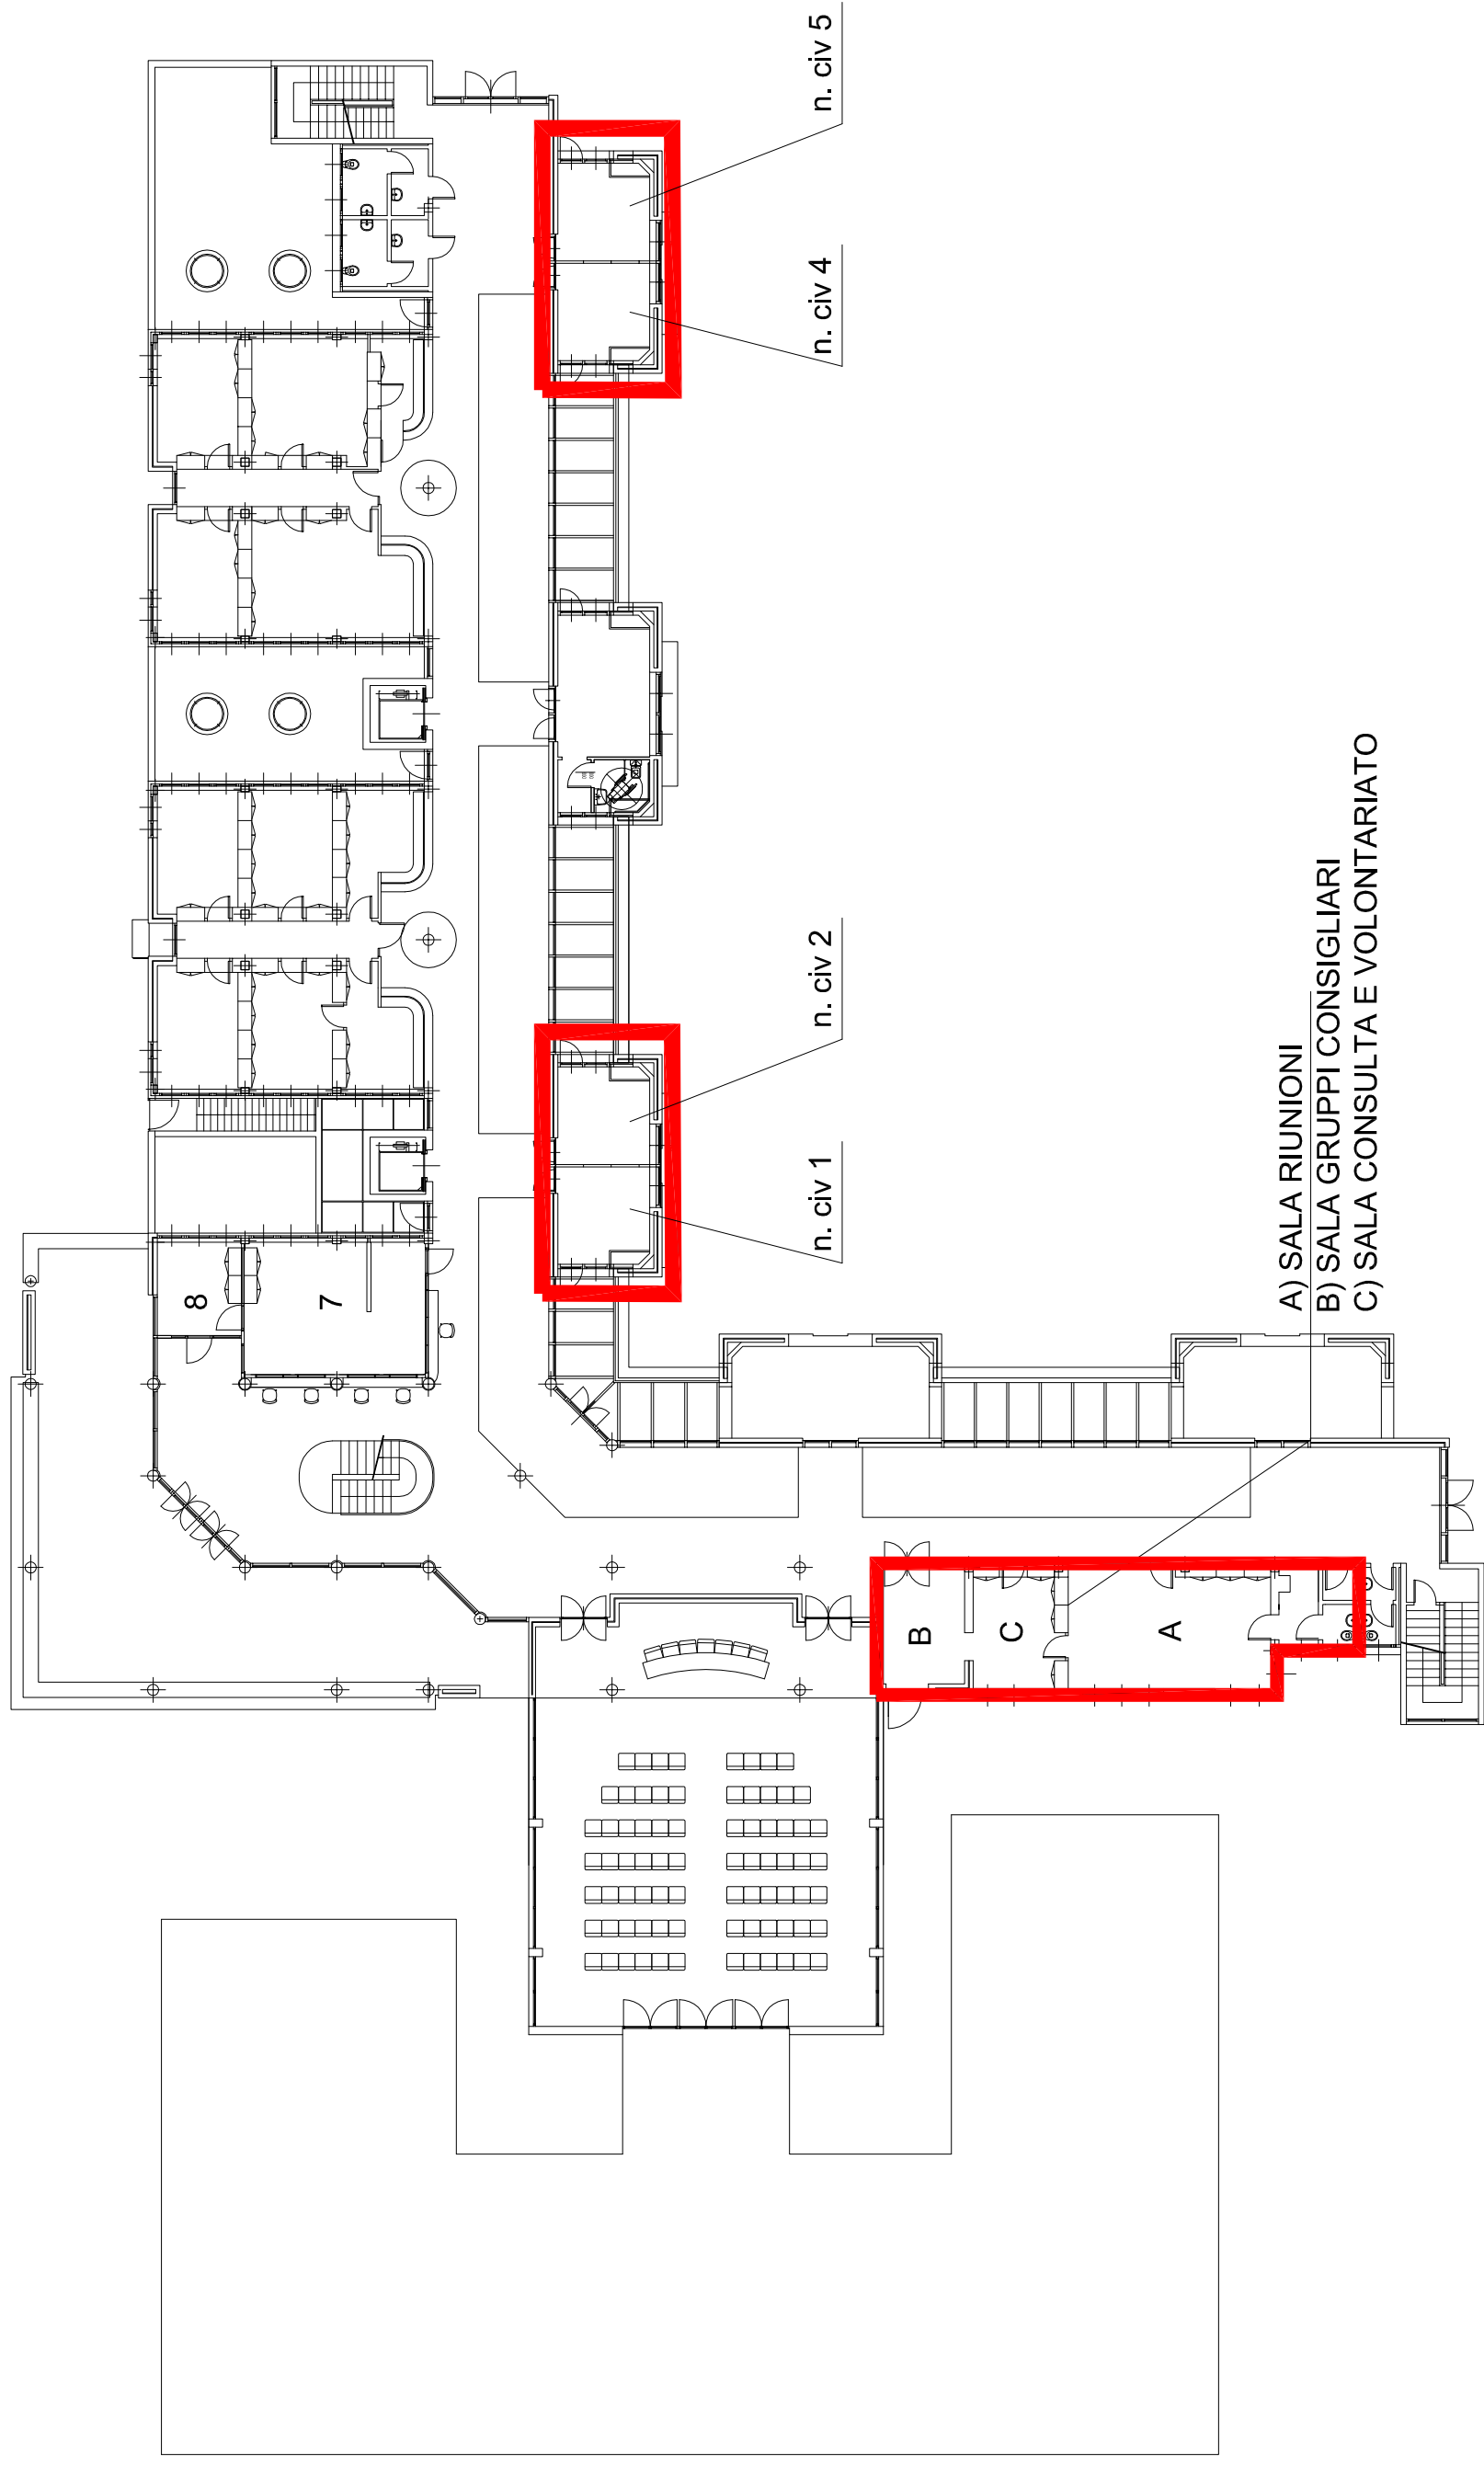 n. civ 5
n. civ 4
n. civ 2
n. civ 1
8
7
A) SALA RIUNIONI
B) SALA GRUPPI CONSIGLIARI
C) SALA CONSULTA E VOLONTARIATO
B
C
A